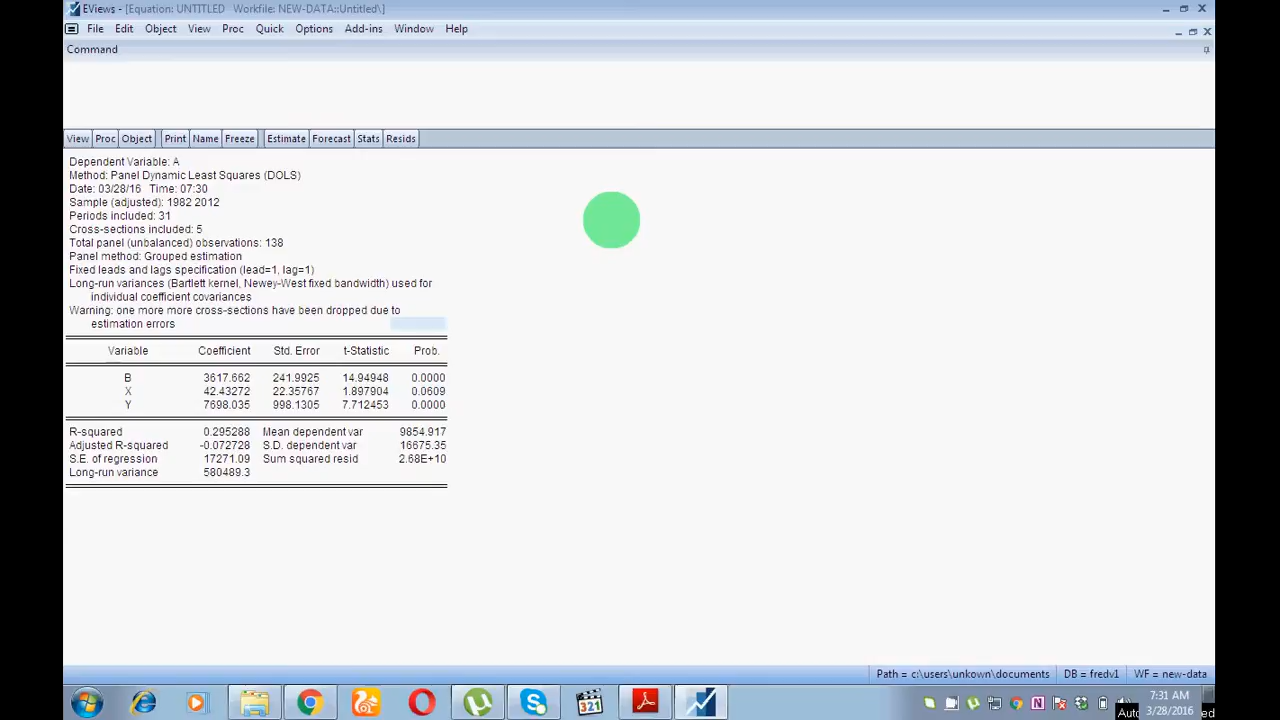 EViews - [Equation: UNTITLED   Workfile: NEW-DATA::Untitled\]
File Edit Object View Proc Quick Options Add-ins Window Help
Command
View Proc Object Print Name Freeze Estimate Forecast Stats Resids
Dependent Variable: A
Method: Panel Dynamic Least Squares (DOLS)
Date: 03/28/16   Time: 07:30
Sample (adjusted): 1982 2012
Periods included: 31
Cross-sections included: 5
Total panel (unbalanced) observations: 138
Panel method: Grouped estimation
Fixed leads and lags specification (lead=1, lag=1)
Long-run variances (Bartlett kernel, Newey-West fixed bandwidth) used for
individual coefficient covariances
Warning: one more more cross-sections have been dropped due to
estimation errors
Variable Coefficient Std. Error t-Statistic Prob.
B 3617.662 241.9925 14.94948 0.0000
X 42.43272 22.35767 1.897904 0.0609
Y 7698.035 998.1305 7.712453 0.0000
R-squared 0.295288 Mean dependent var 9854.917
Adjusted R-squared -0.072728 S.D. dependent var 16675.35
S.E. of regression 17271.09 Sum squared resid 2.68E+10
Long-run variance 580489.3
Path = c:\users\unkown\documents DB = fredv1 WF = new-data
321
7:31 AM
3/28/2016